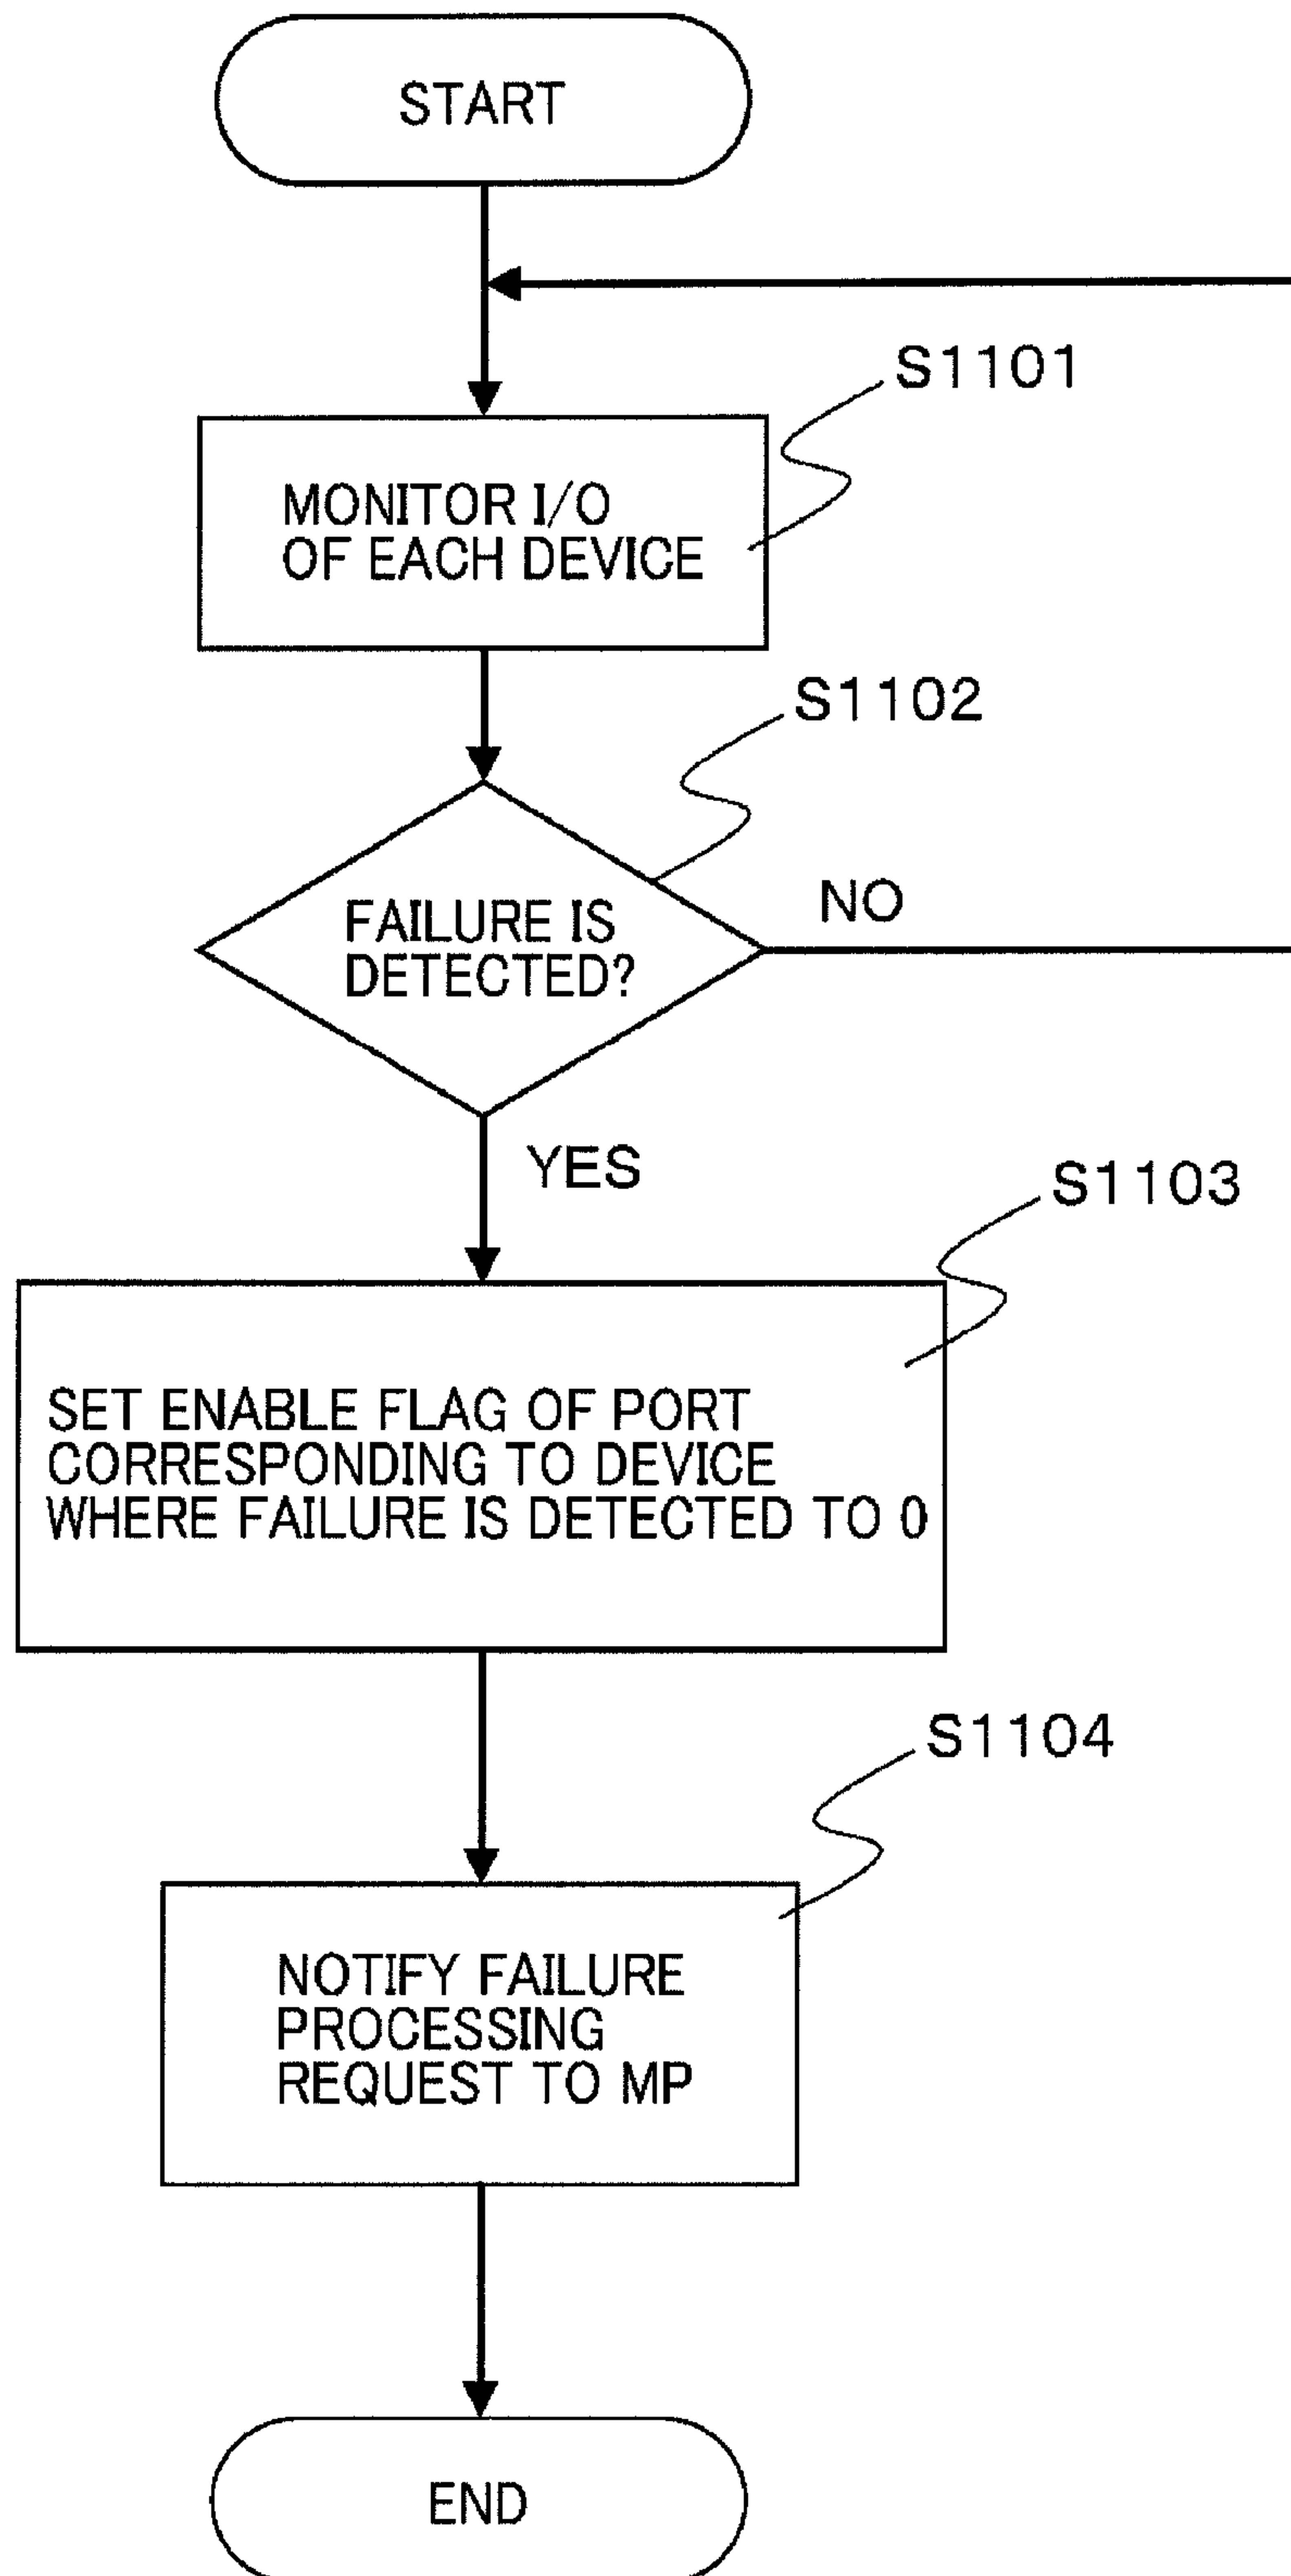 START
S1101
MONITOR I/O
OF EACH DEVICE
S1102
FAILURE IS
DETECTED?
NO
YES
S1103
SET ENABLE FLAG OF PORT
CORRESPONDING TO DEVICE
WHERE FAILURE IS DETECTED TO 0
S1104
NOTIFY FAILURE
PROCESSING
REQUEST TO MP
END